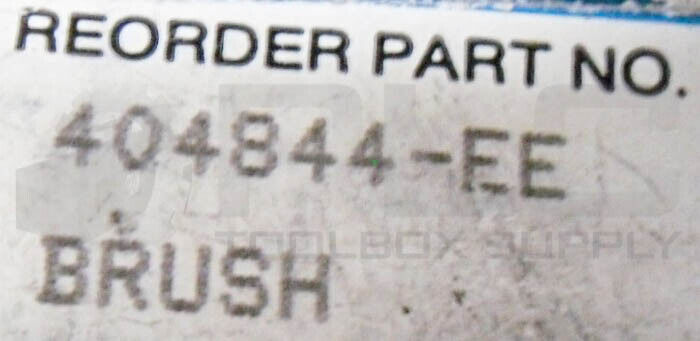 REORDER PART NO.
404844-EE
BRUSH
TOOLBOX SUPPLY